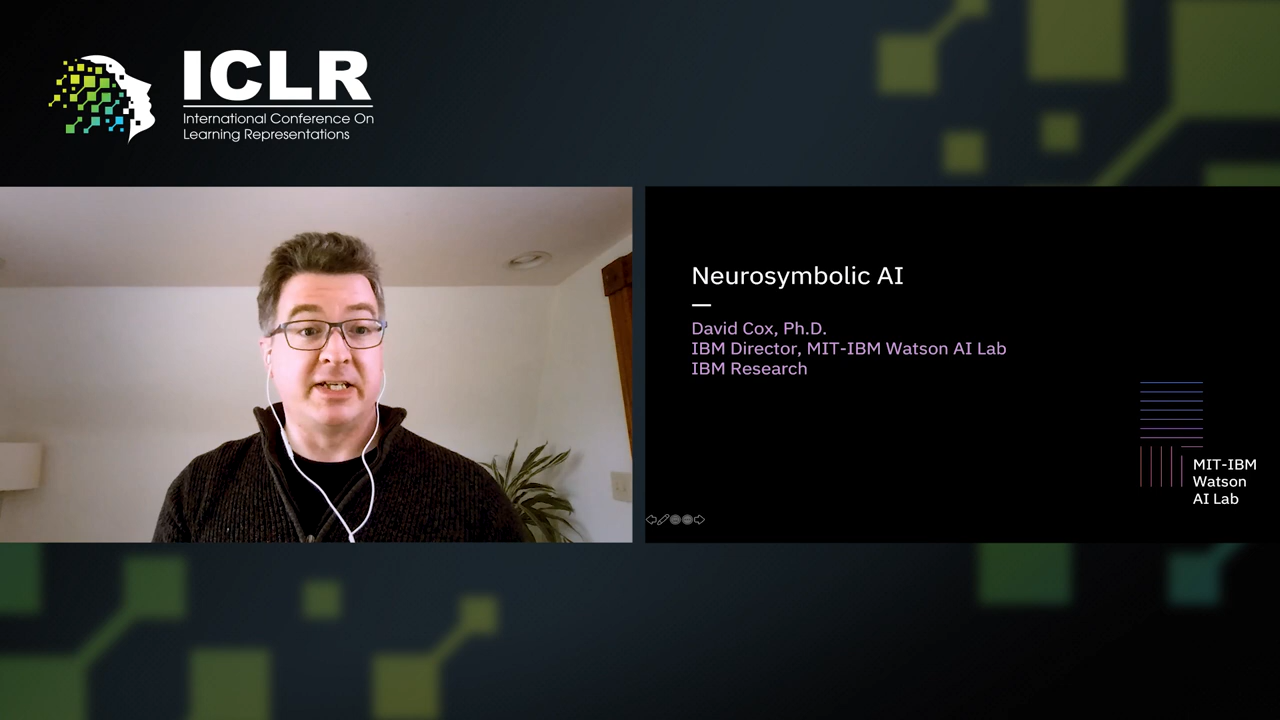 ICLR
International Conference On
Learning Representations
Neurosymbolic AI
David Cox, Ph.D.
IBM Director, MIT-IBM Watson AI Lab
IBM Research
MIT-IBM
Watson
AI Lab